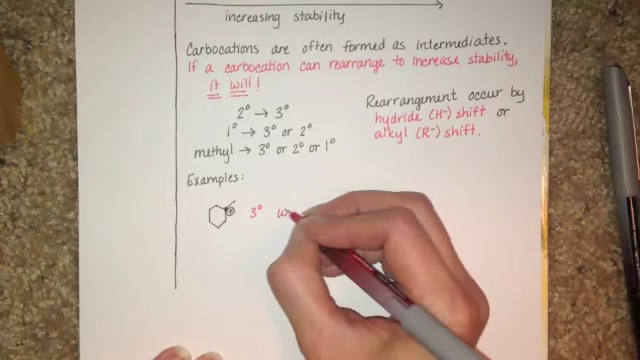 increasing stability
Carbocations are often formed as intermediates.
If a carbocation can rearrange to increase stability,
it will!
2° → 3°
1° → 3° or 2°
methyl → 3° or 2° or 1°
Rearrangement occur by
hydride (H⁻) shift or
alkyl (R⁻) shift.
Examples:
⊕ 3°